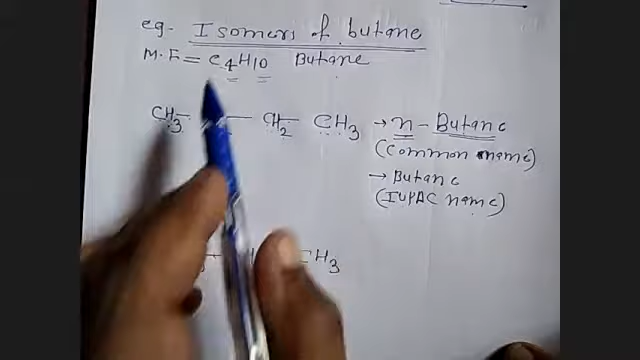 eg. Isomers of butane
M.F = C4H10 Butane
CH3 — — CH2 — CH3 → n - Butane
(Common name)
→ Butane
(IUPAC name)
CH3